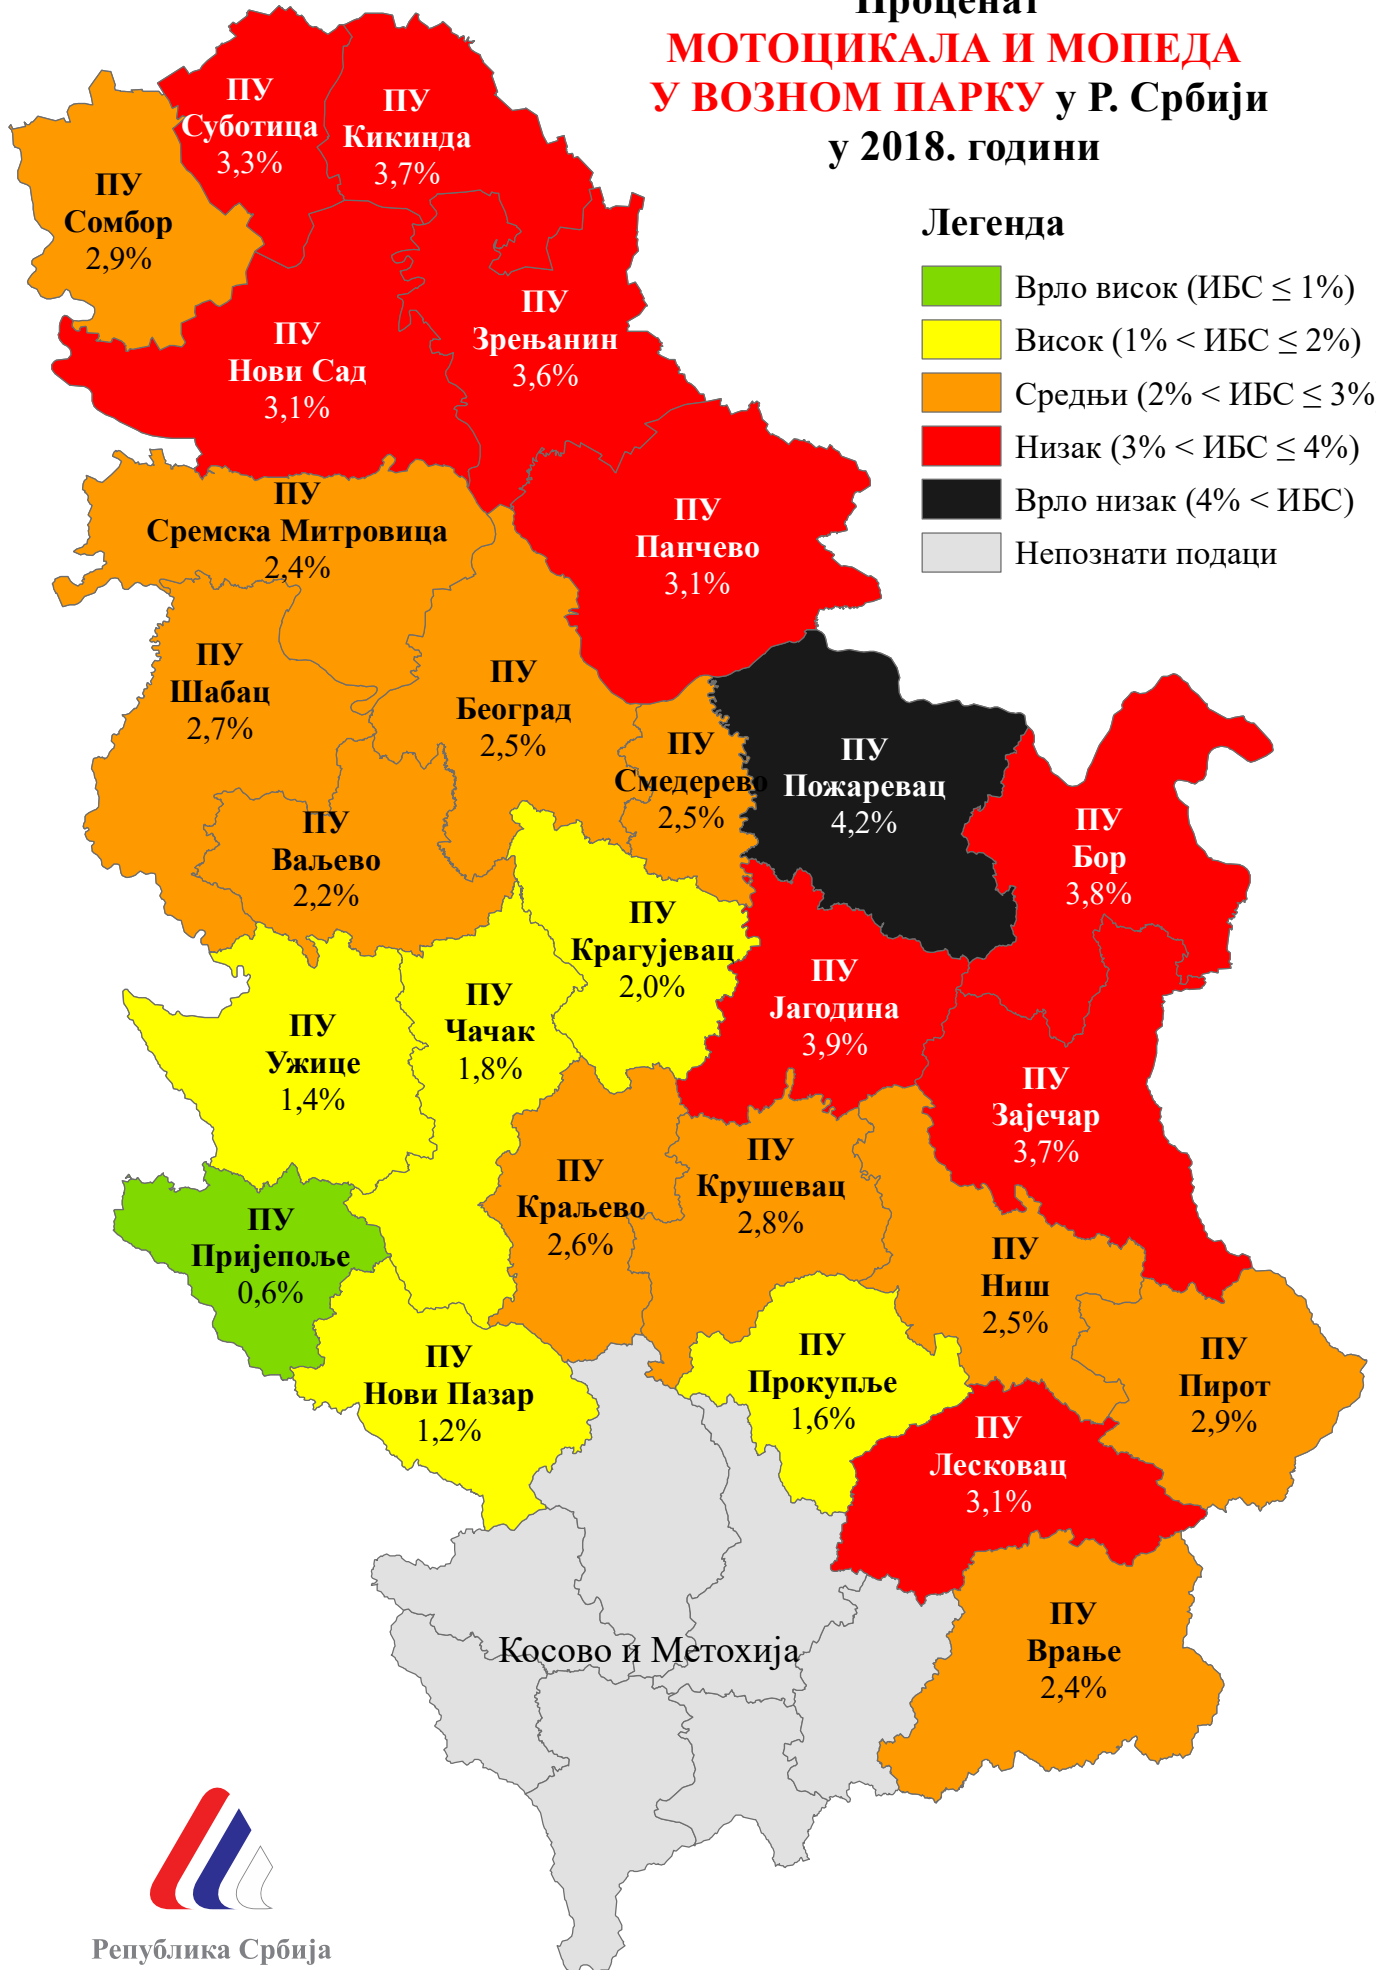 Проценат
МОТОЦИКАЛА И МОПЕДА
У ВОЗНОМ ПАРКУ у Р. Србији
у 2018. години
Легенда
Врло висок (ИБС ≤ 1%)
Висок (1% < ИБС ≤ 2%)
Средњи (2% < ИБС ≤ 3%
Низак (3% < ИБС ≤ 4%)
Врло низак (4% < ИБС)
Непознати подаци
ПУ
Суботица
3,3%
ПУ
Кикинда
3,7%
ПУ
Сомбор
2,9%
ПУ
Зрењанин
3,6%
ПУ
Нови Сад
3,1%
ПУ
Сремска Митровица
2,4%
ПУ
Панчево
3,1%
ПУ
Шабац
2,7%
ПУ
Београд
2,5%
ПУ
Смедерево
2,5%
ПУ
Пожаревац
4,2%
ПУ
Бор
3,8%
ПУ
Ваљево
2,2%
ПУ
Крагујевац
2,0%
ПУ
Јагодина
3,9%
ПУ
Чачак
1,8%
ПУ
Ужице
1,4%
ПУ
Зајечар
3,7%
ПУ
Краљево
2,6%
ПУ
Крушевац
2,8%
ПУ
Пријепоље
0,6%
ПУ
Ниш
2,5%
ПУ
Нови Пазар
1,2%
ПУ
Прокупље
1,6%
ПУ
Пирот
2,9%
ПУ
Лесковац
3,1%
ПУ
Врање
2,4%
Косово и Метохија
Република Србија